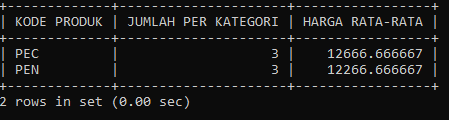 +-------------+---------------------+-----------------+
| KODE PRODUK | JUMLAH PER KATEGORI | HARGA RATA-RATA |
+-------------+---------------------+-----------------+
| PEC         |                   3 |    12666.666667 |
| PEN         |                   3 |    12266.666667 |
+-------------+---------------------+-----------------+
2 rows in set (0.00 sec)